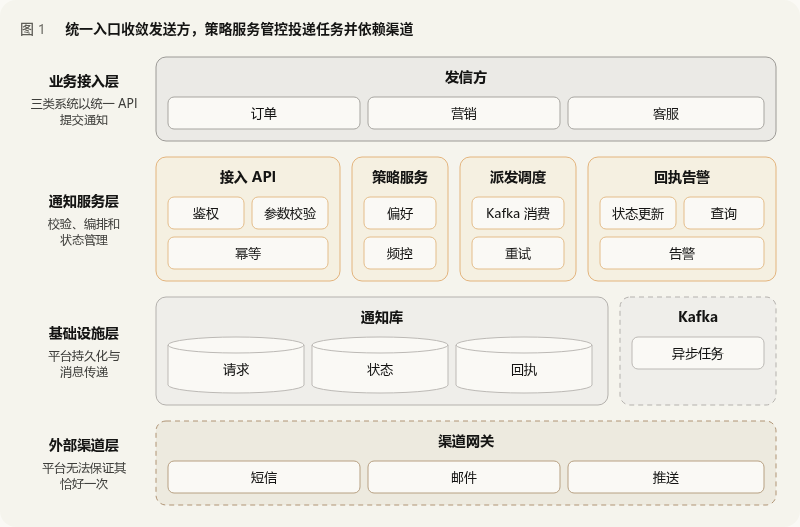 图 1 统一入口收敛发送方，策略服务管控投递任务并依赖渠道
业务接入层
三类系统以统一 API
提交通知
发信方
订单 营销 客服
通知服务层
校验、编排和
状态管理
接入 API
鉴权 参数校验
幂等
策略服务
偏好
频控
派发调度
Kafka 消费
重试
回执告警
状态更新 查询
告警
基础设施层
平台持久化与
消息传递
通知库
请求 状态 回执
Kafka
异步任务
外部渠道层
平台无法保证其
恰好一次
渠道网关
短信 邮件 推送